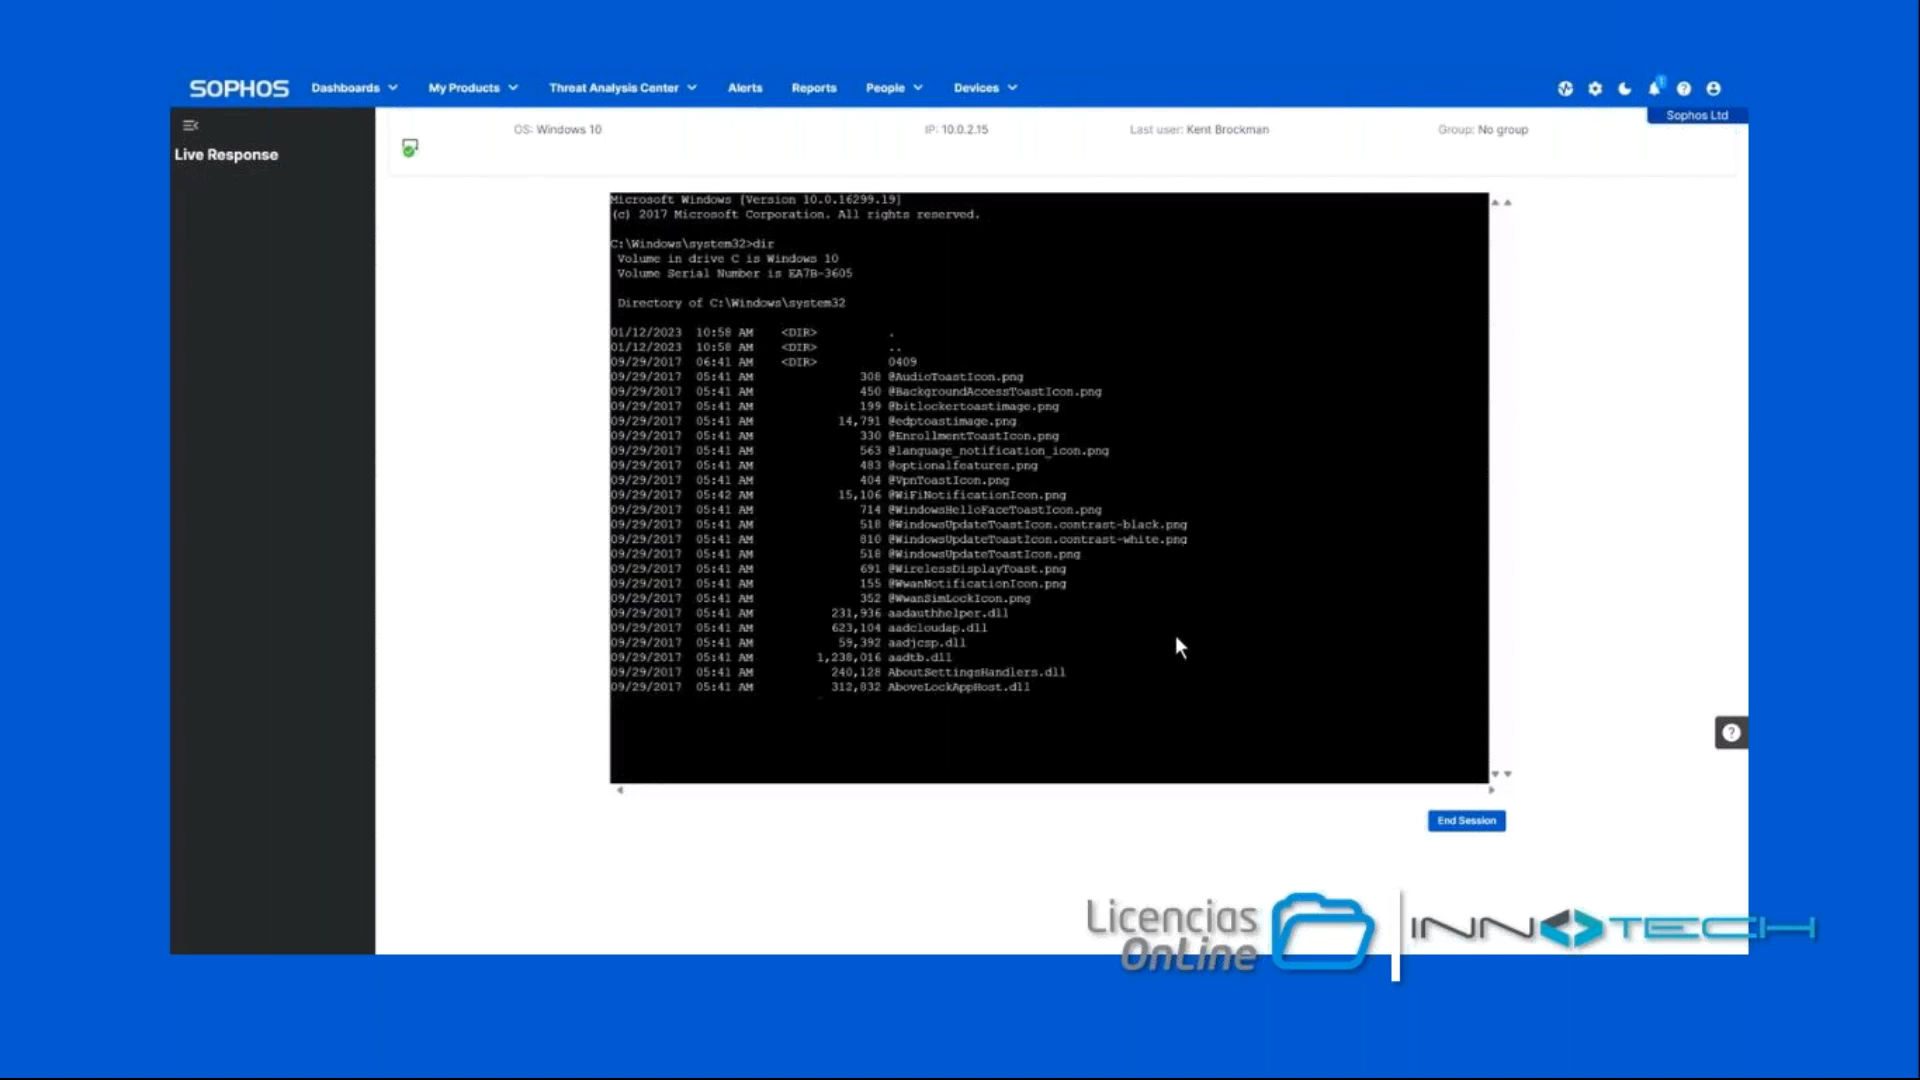 SOPHOS Dashboards My Products Threat Analysis Center Alerts Reports People Devices 1
Sophos Ltd
Live Response
OS: Windows 10 IP: 10.0.2.15 Last user: Kent Brockman Group: No group
Microsoft Windows [Version 10.0.16299.19]
(c) 2017 Microsoft Corporation. All rights reserved.
C:\Windows\system32>dir
Volume in drive C is Windows 10
Volume Serial Number is EA7B-3605
Directory of C:\Windows\system32
01/12/2023 10:58 AM <DIR> .
01/12/2023 10:58 AM <DIR> ..
09/29/2017 06:41 AM <DIR> 0409
09/29/2017 05:41 AM 308 @AudioToastIcon.png
09/29/2017 05:41 AM 450 @BackgroundAccessToastIcon.png
09/29/2017 05:41 AM 199 @bitlockertoastimage.png
09/29/2017 05:41 AM 14,791 @edptoastimage.png
09/29/2017 05:41 AM 330 @EnrollmentToastIcon.png
09/29/2017 05:41 AM 563 @language_notification_icon.png
09/29/2017 05:41 AM 483 @optionalfeatures.png
09/29/2017 05:41 AM 404 @VpnToastIcon.png
09/29/2017 05:42 AM 15,106 @WiFiNotificationIcon.png
09/29/2017 05:41 AM 714 @WindowsHelloFaceToastIcon.png
09/29/2017 05:41 AM 518 @WindowsUpdateToastIcon.contrast-black.png
09/29/2017 05:41 AM 810 @WindowsUpdateToastIcon.contrast-white.png
09/29/2017 05:41 AM 518 @WindowsUpdateToastIcon.png
09/29/2017 05:41 AM 691 @WirelessDisplayToast.png
09/29/2017 05:41 AM 155 @WwanNotificationIcon.png
09/29/2017 05:41 AM 352 @WwanSimLockIcon.png
09/29/2017 05:41 AM 231,936 aadauthhelper.dll
09/29/2017 05:41 AM 623,104 aadcloudap.dll
09/29/2017 05:41 AM 59,392 aadjcsp.dll
09/29/2017 05:41 AM 1,238,016 aadtb.dll
09/29/2017 05:41 AM 240,128 AboutSettingsHandlers.dll
09/29/2017 05:41 AM 312,832 AboveLockAppHost.dll
End Session
Licencias
OnLine
INNOTECH